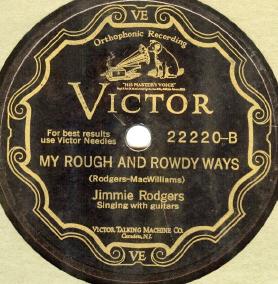 VE
Orthophonic Recording
"HIS MASTER'S VOICE"
VICTOR
For best results
use Victor Needles
22220-B
MY ROUGH AND ROWDY WAYS
(Rodgers-MacWilliams)
Jimmie Rodgers
Singing with guitars
VICTOR TALKING MACHINE CO.
Camden, N.J.
VE